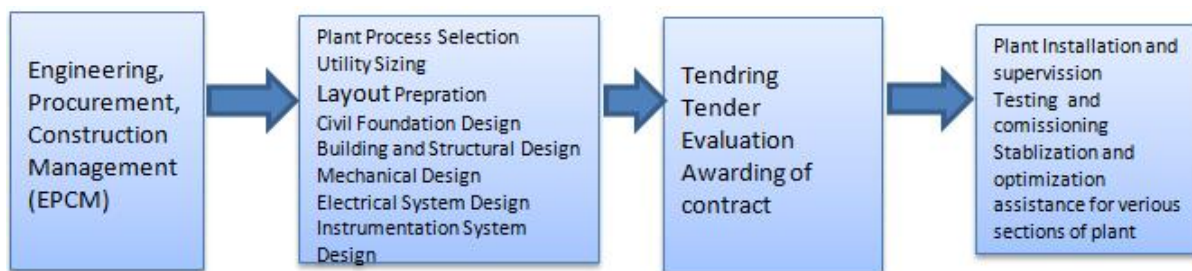 Engineering,
Procurement,
Construction
Management
(EPCM)
Plant Process Selection
Utility Sizing
Layout Prepration
Civil Foundation Design
Building and Structural Design
Mechanical Design
Electrical System Design
Instrumentation System
Design
Tendring
Tender
Evaluation
Awarding of
contract
Plant Installation and
supervission
Testing and
comissioning
Stablization and
optimization
assistance for verious
sections of plant